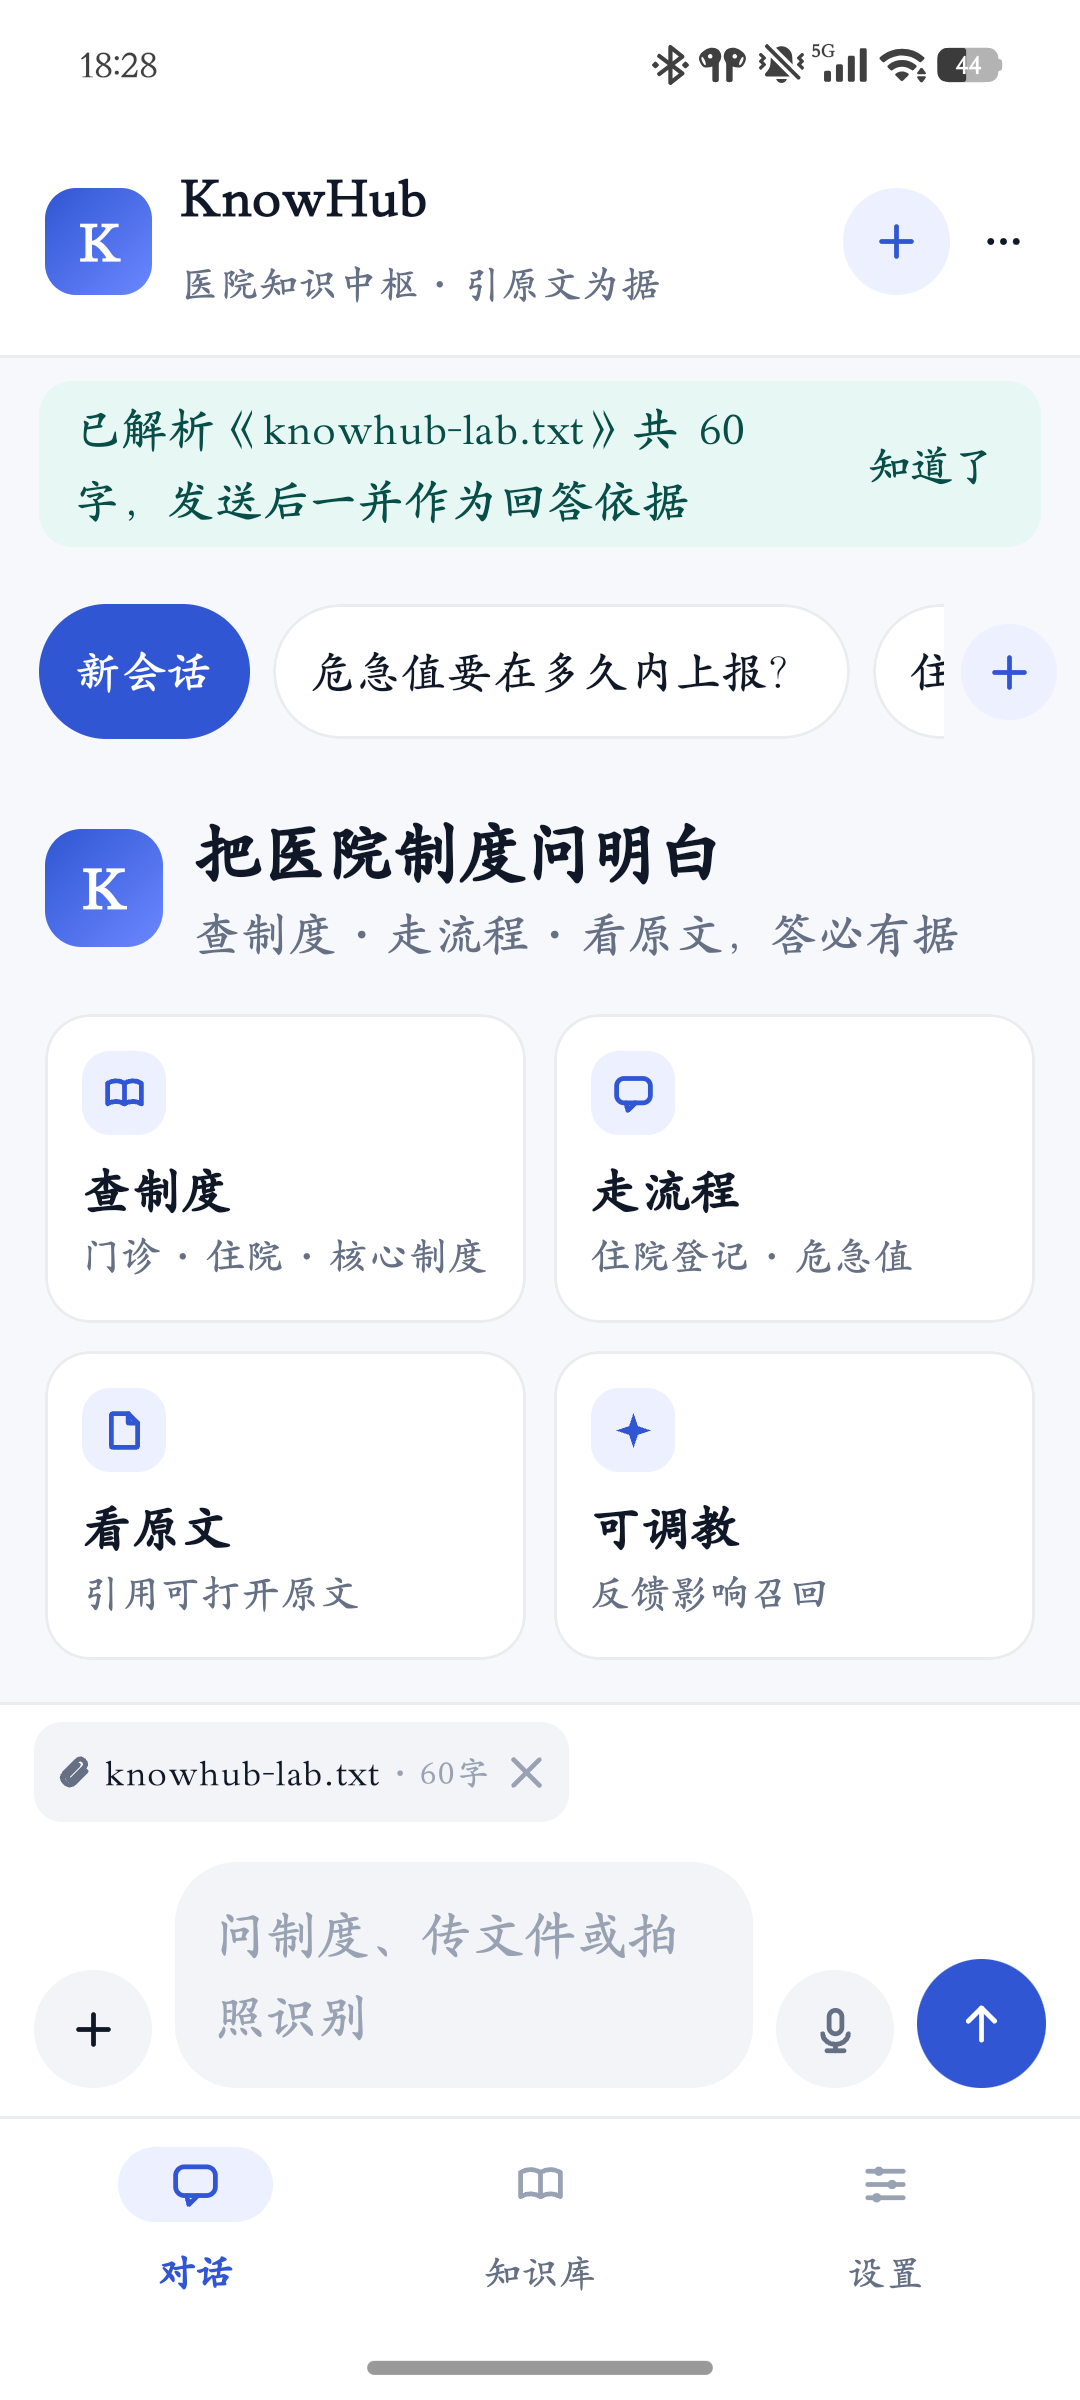 18:28
5G
44
K
KnowHub
医院知识中枢 · 引原文为据
已解析《knowhub-lab.txt》共 60
字，发送后一并作为回答依据
知道了
新会话
危急值要在多久内上报？
住
K
把医院制度问明白
查制度 · 走流程 · 看原文，答必有据
查制度
门诊 · 住院 · 核心制度
走流程
住院登记 · 危急值
看原文
引用可打开原文
可调教
反馈影响召回
knowhub-lab.txt · 60字
问制度、传文件或拍
照识别
对话
知识库
设置